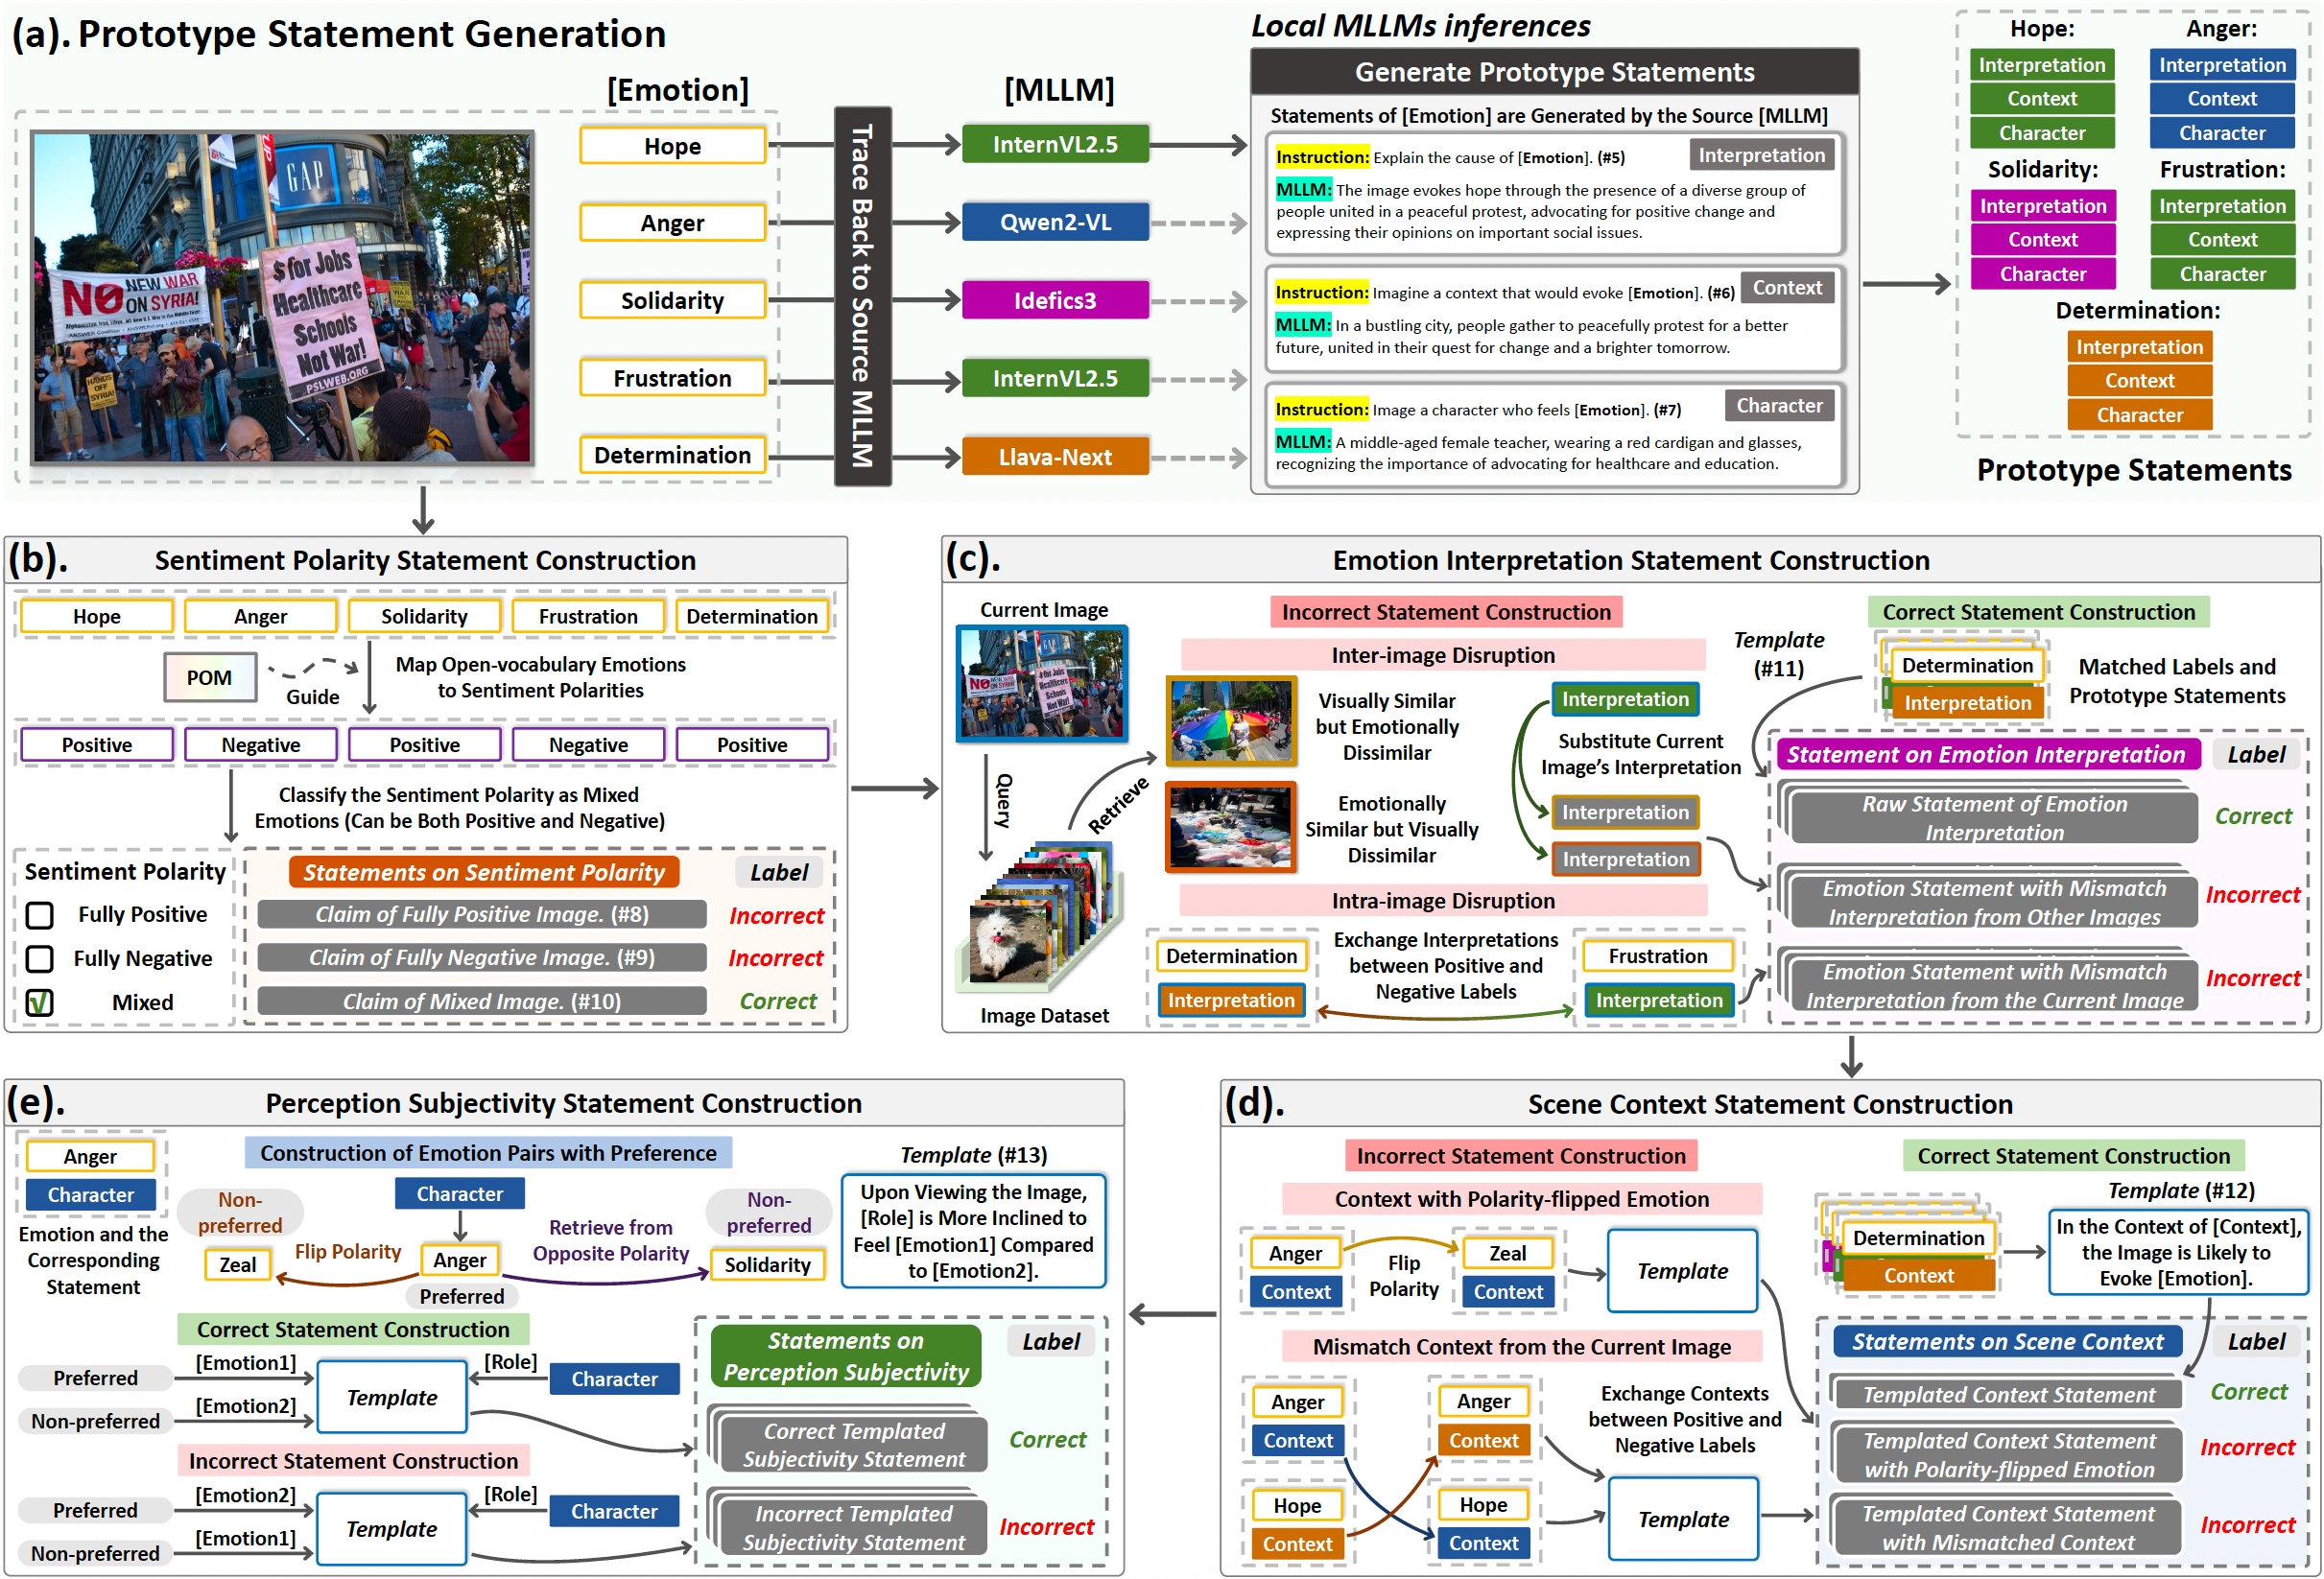 (a). Prototype Statement Generation
[Emotion]
[MLLM]
Local MLLMs inferences
NO NEW WAR
ON SYRIA!
$ for Jobs
Healthcare
Schools
Not War!
PSLWEB.ORG
HANDS
OFF
SYRIA!
GAP
Hope
Anger
Solidarity
Frustration
Determination
Trace Back to Source MLLM
InternVL2.5
Qwen2-VL
Idefics3
InternVL2.5
Llava-Next
Generate Prototype Statements
Statements of [Emotion] are Generated by the Source [MLLM]
Instruction: Explain the cause of [Emotion]. (#5)
Interpretation
MLLM: The image evokes hope through the presence of a diverse group of
people united in a peaceful protest, advocating for positive change and
expressing their opinions on important social issues.
Instruction: Imagine a context that would evoke [Emotion]. (#6)
Context
MLLM: In a bustling city, people gather to peacefully protest for a better
future, united in their quest for change and a brighter tomorrow.
Instruction: Image a character who feels [Emotion]. (#7)
Character
MLLM: A middle-aged female teacher, wearing a red cardigan and glasses,
recognizing the importance of advocating for healthcare and education.
Hope:
Interpretation
Context
Character
Anger:
Interpretation
Context
Character
Solidarity:
Interpretation
Context
Character
Frustration:
Interpretation
Context
Character
Determination:
Interpretation
Context
Character
Prototype Statements
(b). Sentiment Polarity Statement Construction
Hope
Anger
Solidarity
Frustration
Determination
POM
Guide
Map Open-vocabulary Emotions
to Sentiment Polarities
Positive
Negative
Positive
Negative
Positive
Classify the Sentiment Polarity as Mixed
Emotions (Can be Both Positive and Negative)
Sentiment Polarity
Fully Positive
Fully Negative
√ Mixed
Statements on Sentiment Polarity
Label
Claim of Fully Positive Image. (#8)
Incorrect
Claim of Fully Negative Image. (#9)
Incorrect
Claim of Mixed Image. (#10)
Correct
(c). Emotion Interpretation Statement Construction
Current Image
Query
Retrieve
Image Dataset
Incorrect Statement Construction
Inter-image Disruption
Visually Similar
but Emotionally
Dissimilar
Emotionally
Similar but Visually
Dissimilar
Interpretation
Substitute Current
Image’s Interpretation
Interpretation
Interpretation
Intra-image Disruption
Determination
Interpretation
Exchange Interpretations
between Positive and
Negative Labels
Frustration
Interpretation
Template
(#11)
Correct Statement Construction
Determination
Interpretation
Matched Labels and
Prototype Statements
Statement on Emotion Interpretation
Label
Raw Statement of Emotion
Interpretation
Correct
Emotion Statement with Mismatch
Interpretation from Other Images
Incorrect
Emotion Statement with Mismatch
Interpretation from the Current Image
Incorrect
(e). Perception Subjectivity Statement Construction
Anger
Character
Emotion and the
Corresponding
Statement
Construction of Emotion Pairs with Preference
Non-
preferred
Zeal
Flip Polarity
Character
Anger
Preferred
Retrieve from
Opposite Polarity
Non-
preferred
Solidarity
Template (#13)
Upon Viewing the Image,
[Role] is More Inclined to
Feel [Emotion1] Compared
to [Emotion2].
Correct Statement Construction
Preferred
[Emotion1]
Non-preferred
[Emotion2]
Template
[Role]
Character
Incorrect Statement Construction
Preferred
[Emotion2]
Non-preferred
[Emotion1]
Template
[Role]
Character
Statements on
Perception Subjectivity
Label
Correct Templated
Subjectivity Statement
Correct
Incorrect Templated
Subjectivity Statement
Incorrect
(d). Scene Context Statement Construction
Incorrect Statement Construction
Context with Polarity-flipped Emotion
Anger
Context
Flip
Polarity
Zeal
Context
Template
Mismatch Context from the Current Image
Anger
Context
Hope
Context
Anger
Context
Hope
Context
Exchange Contexts
between Positive and
Negative Labels
Template
Correct Statement Construction
Determination
Context
Template (#12)
In the Context of [Context],
the Image is Likely to
Evoke [Emotion].
Statements on Scene Context
Label
Templated Context Statement
Correct
Templated Context Statement
with Polarity-flipped Emotion
Incorrect
Templated Context Statement
with Mismatched Context
Incorrect